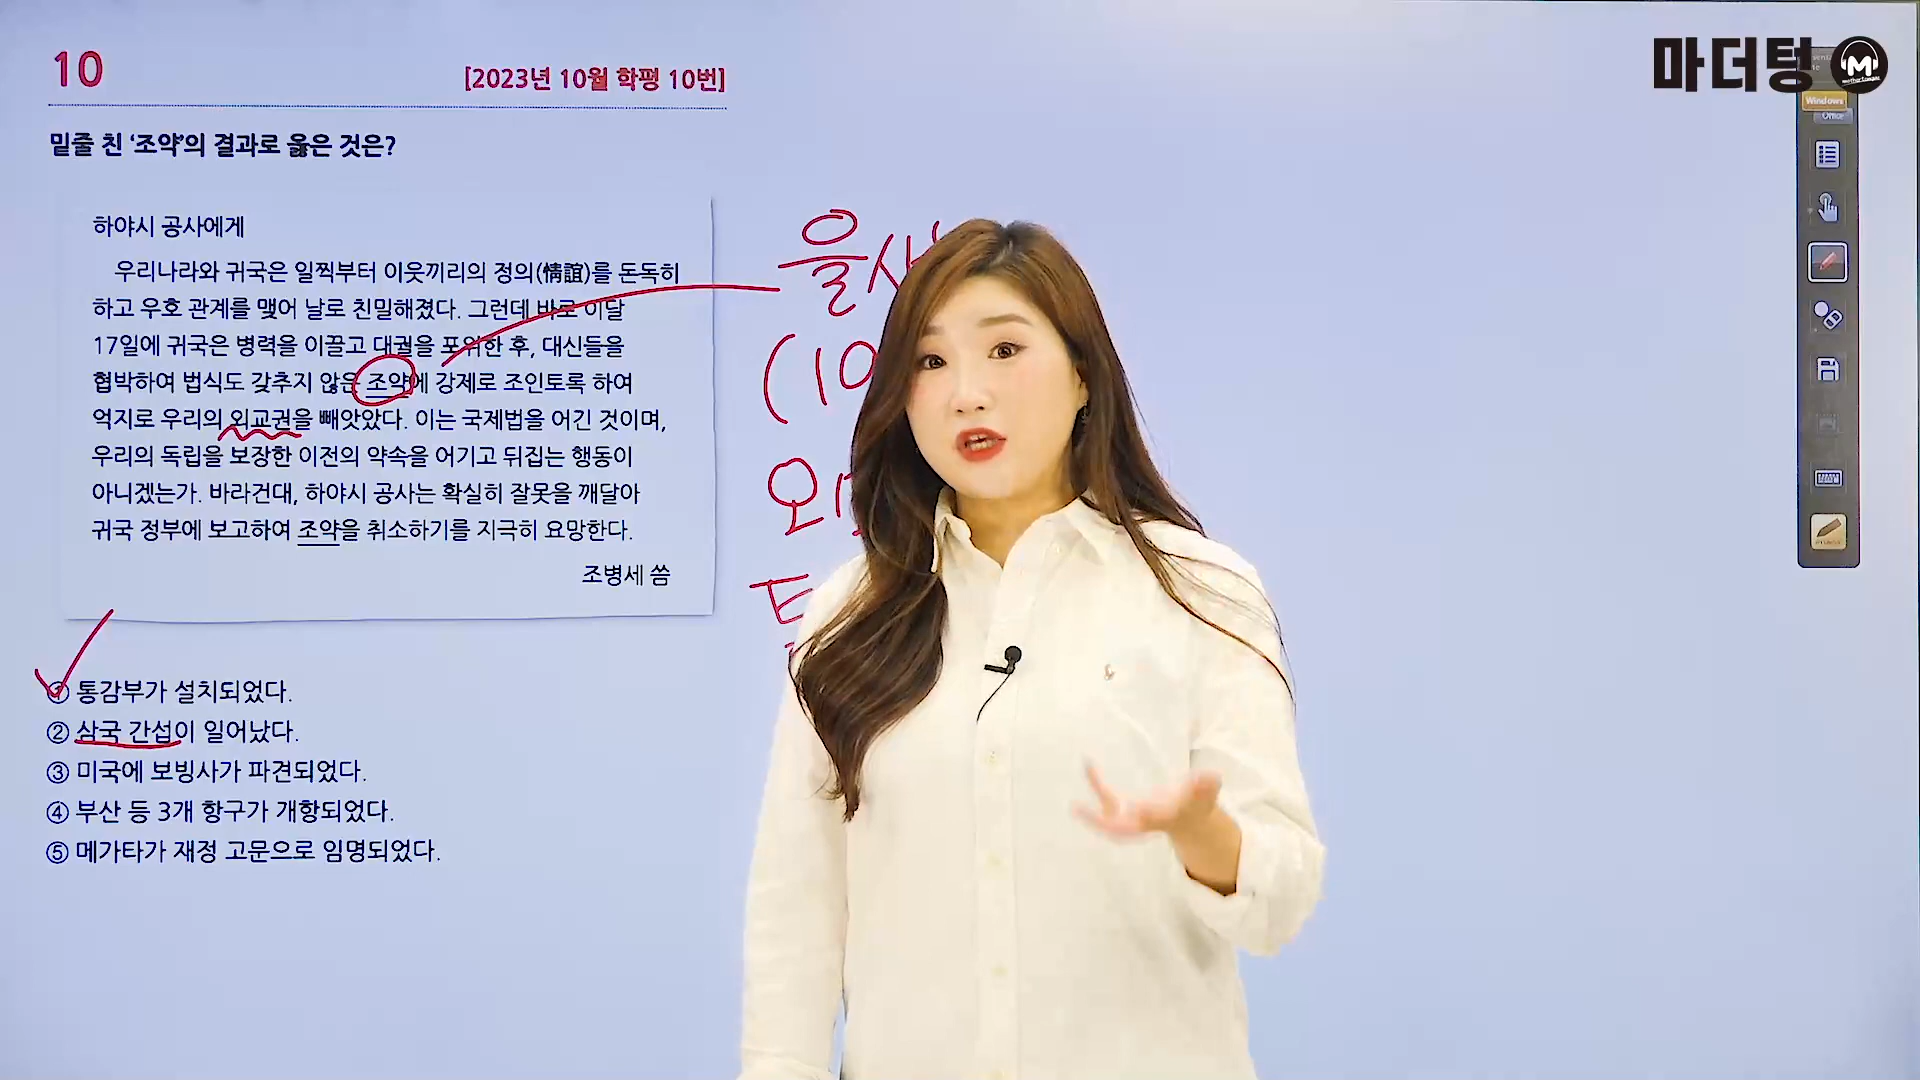 10
[2023년 10월 학평 10번]
밑줄 친 ‘조약’의 결과로 옳은 것은?
하야시 공사에게
우리나라와 귀국은 일찍부터 이웃끼리의 정의(情誼)를 돈독히
하고 우호 관계를 맺어 날로 친밀해졌다. 그런데 바로 이달
17일에 귀국은 병력을 이끌고 대궐을 포위한 후, 대신들을
협박하여 법식도 갖추지 않은 조약에 강제로 조인토록 하여
억지로 우리의 외교권을 빼앗았다. 이는 국제법을 어긴 것이며,
우리의 독립을 보장한 이전의 약속을 어기고 뒤집는 행동이
아니겠는가. 바라건대, 하야시 공사는 확실히 잘못을 깨달아
귀국 정부에 보고하여 조약을 취소하기를 지극히 요망한다.
조병세 씀
① 통감부가 설치되었다.
② 삼국 간섭이 일어났다.
③ 미국에 보빙사가 파견되었다.
④ 부산 등 3개 항구가 개항되었다.
⑤ 메가타가 재정 고문으로 임명되었다.
을사
마더텅
M
Windows
Office